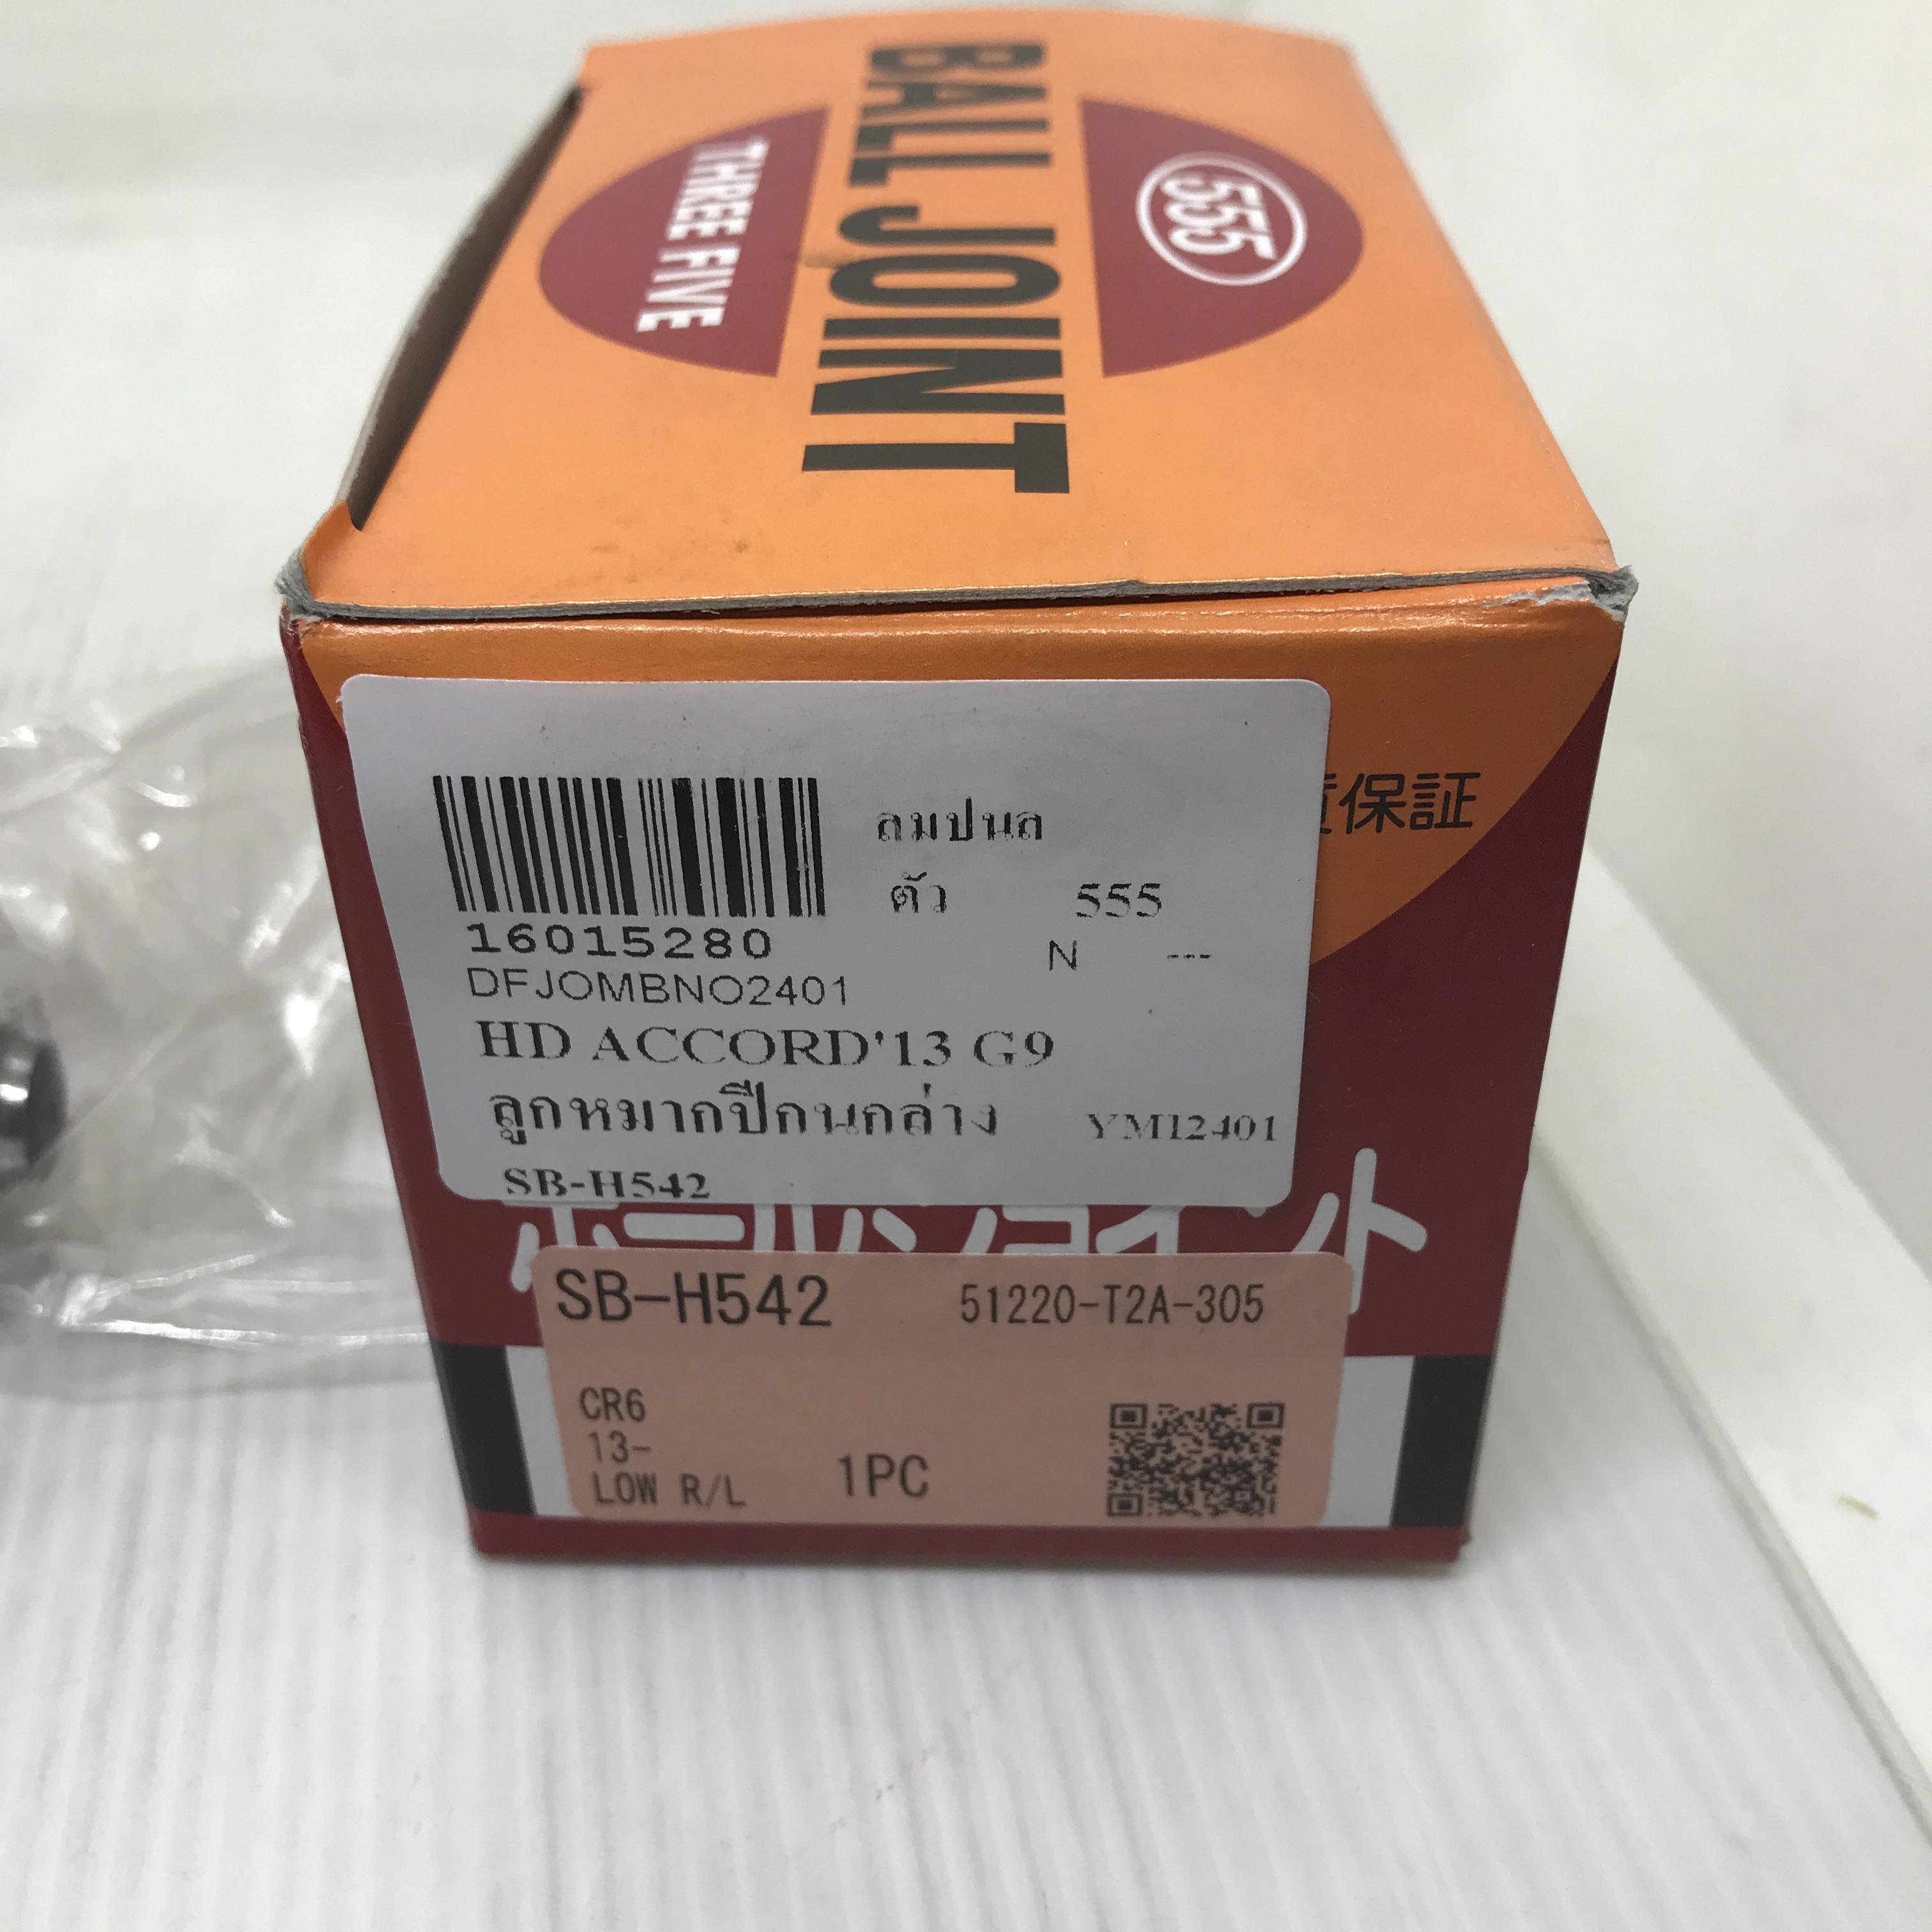 555
BALL JOINT
THREE FIVE
保証
ลมปนล
ตัว 555
16015280
N ---
DFJOMBNO2401
HD ACCORD'13 G9
ลูกหมากปีกนกล่าง YM12401
SB-H542
SB-H542 51220-T2A-305
CR6
13-
LOW R/L 1PC